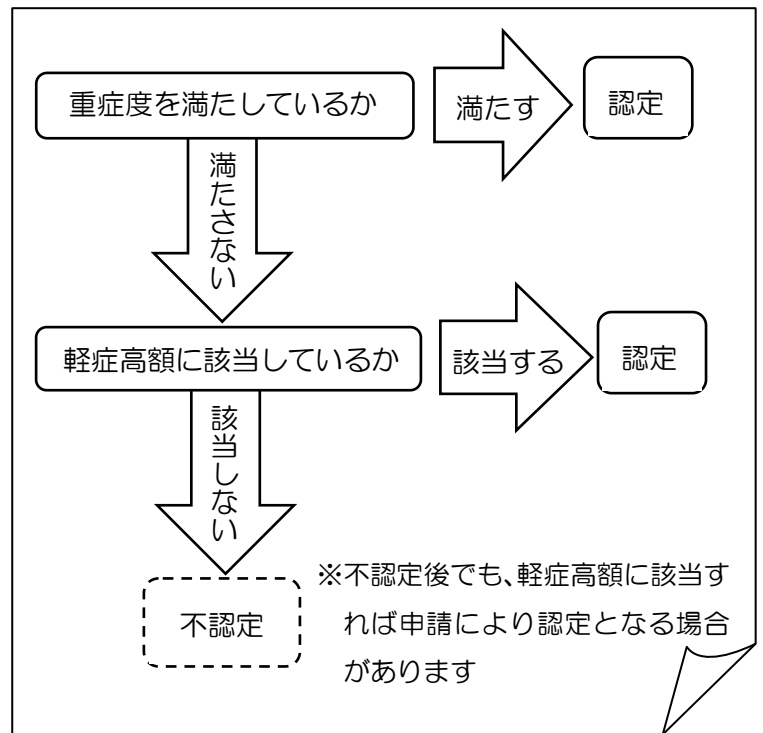 重症度を満たしているか
満たす
認定
満たさない
軽症高額に該当しているか
該当する
認定
該当しない
不認定
※不認定後でも、軽症高額に該当す
れば申請により認定となる場合
があります